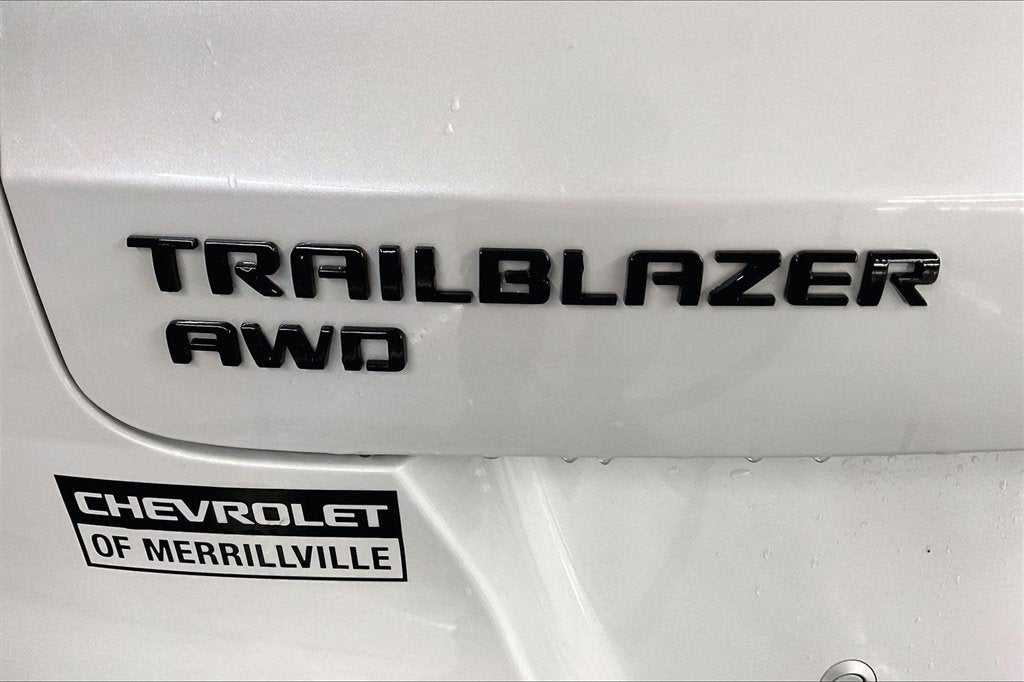 TRAILBLAZER
AWD
CHEVROLET
OF MERRILLVILLE